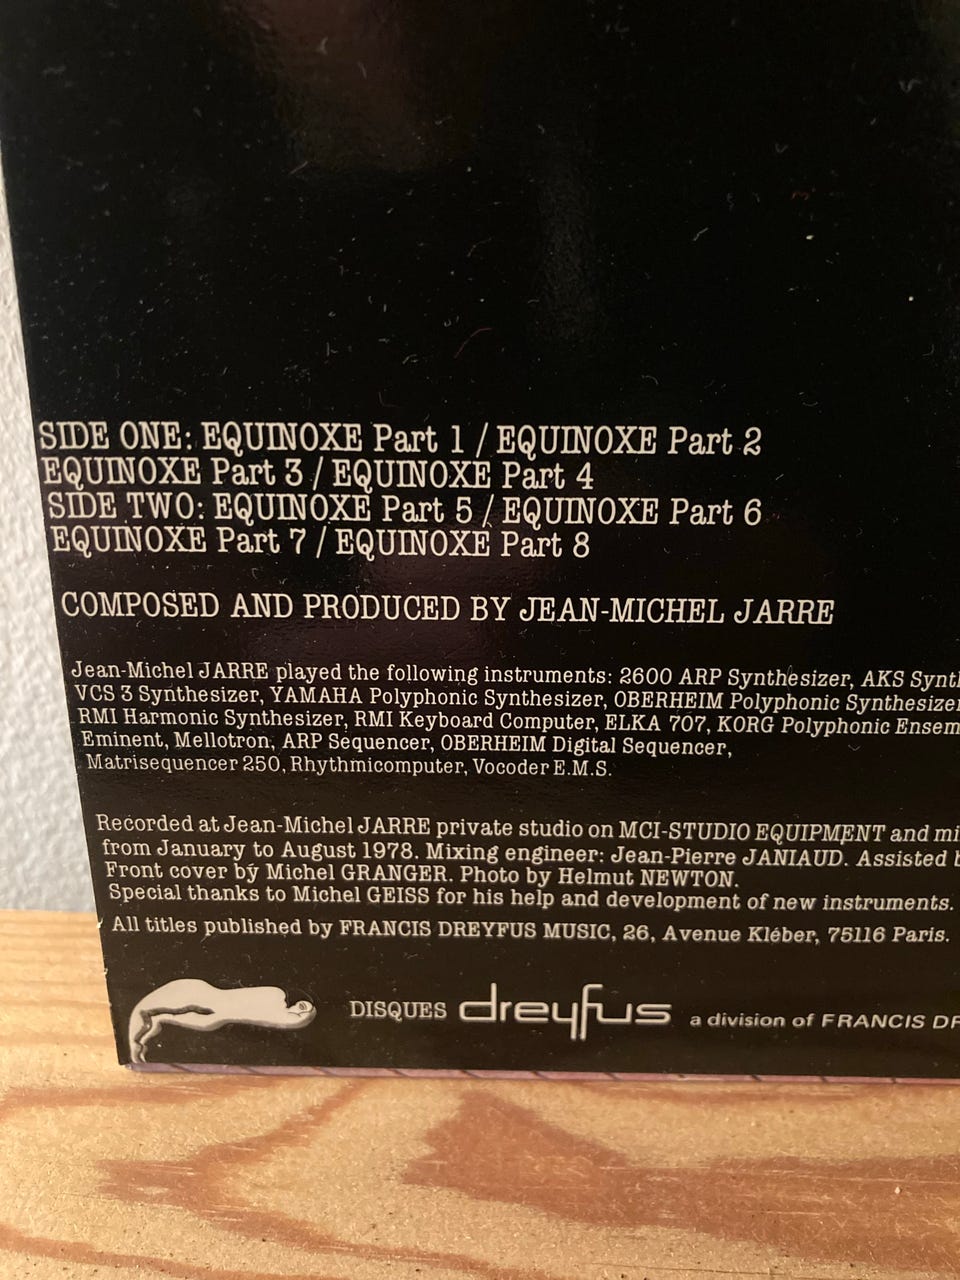 SIDE ONE: EQUINOXE Part 1 / EQUINOXE Part 2
EQUINOXE Part 3 / EQUINOXE Part 4
SIDE TWO: EQUINOXE Part 5 / EQUINOXE Part 6
EQUINOXE Part 7 / EQUINOXE Part 8
COMPOSED AND PRODUCED BY JEAN-MICHEL JARRE
Jean-Michel JARRE played the following instruments: 2600 ARP Synthesizer, AKS
VCS 3 Synthesizer, YAMAHA Polyphonic Synthesizer, OBERHEIM Polyphonic Synthesizer
RMI Harmonic Synthesizer, RMI Keyboard Computer, ELKA 707, KORG Polyphonic
Eminent, Mellotron, ARP Sequencer, OBERHEIM Digital Sequencer,
Matrisequencer 250, Rhythmicomputer, Vocoder E.M.S.
Recorded at Jean-Michel JARRE private studio on MCI-STUDIO EQUIPMENT and
from January to August 1978. Mixing engineer: Jean-Pierre JANIAUD. Assisted
Front cover by Michel GRANGER. Photo by Helmut NEWTON.
Special thanks to Michel GEISS for his help and development of new instruments.
All titles published by FRANCIS DREYFUS MUSIC, 26, Avenue Kléber, 75116 Paris.
DISQUES dreyfus a division of FRANCIS